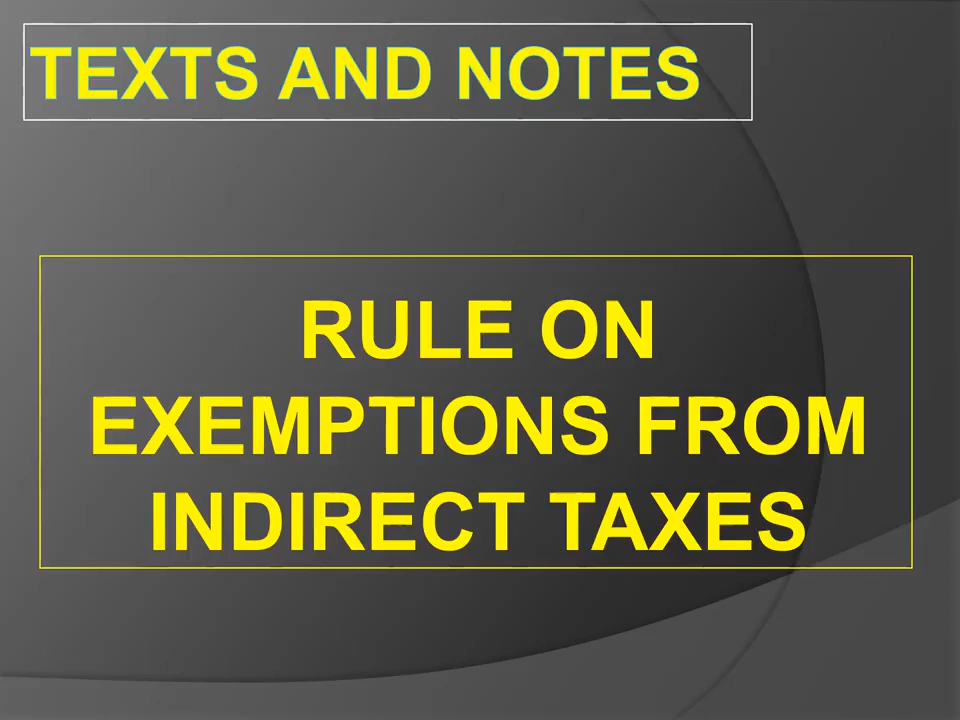 TEXTS AND NOTES
RULE ON
EXEMPTIONS FROM
INDIRECT TAXES